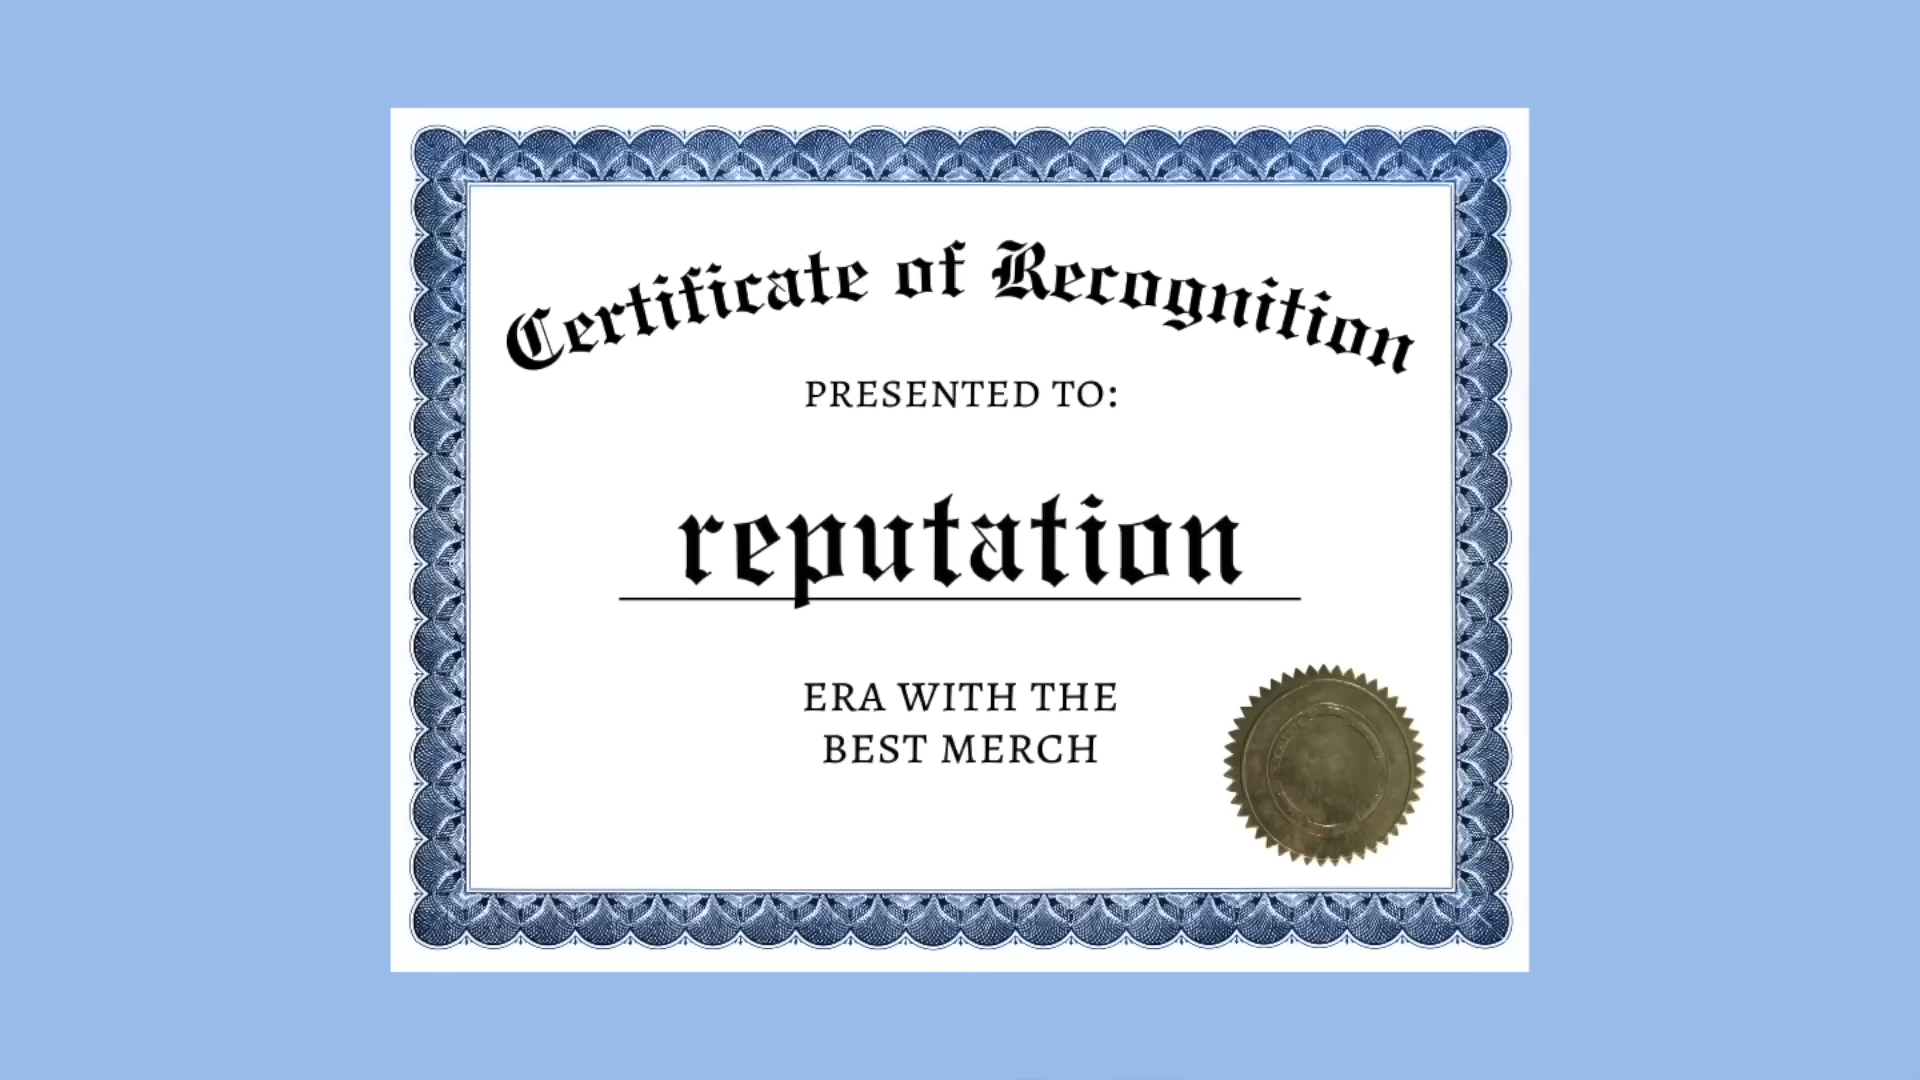 Certificate of Recognition
PRESENTED TO:
reputation
ERA WITH THE
BEST MERCH